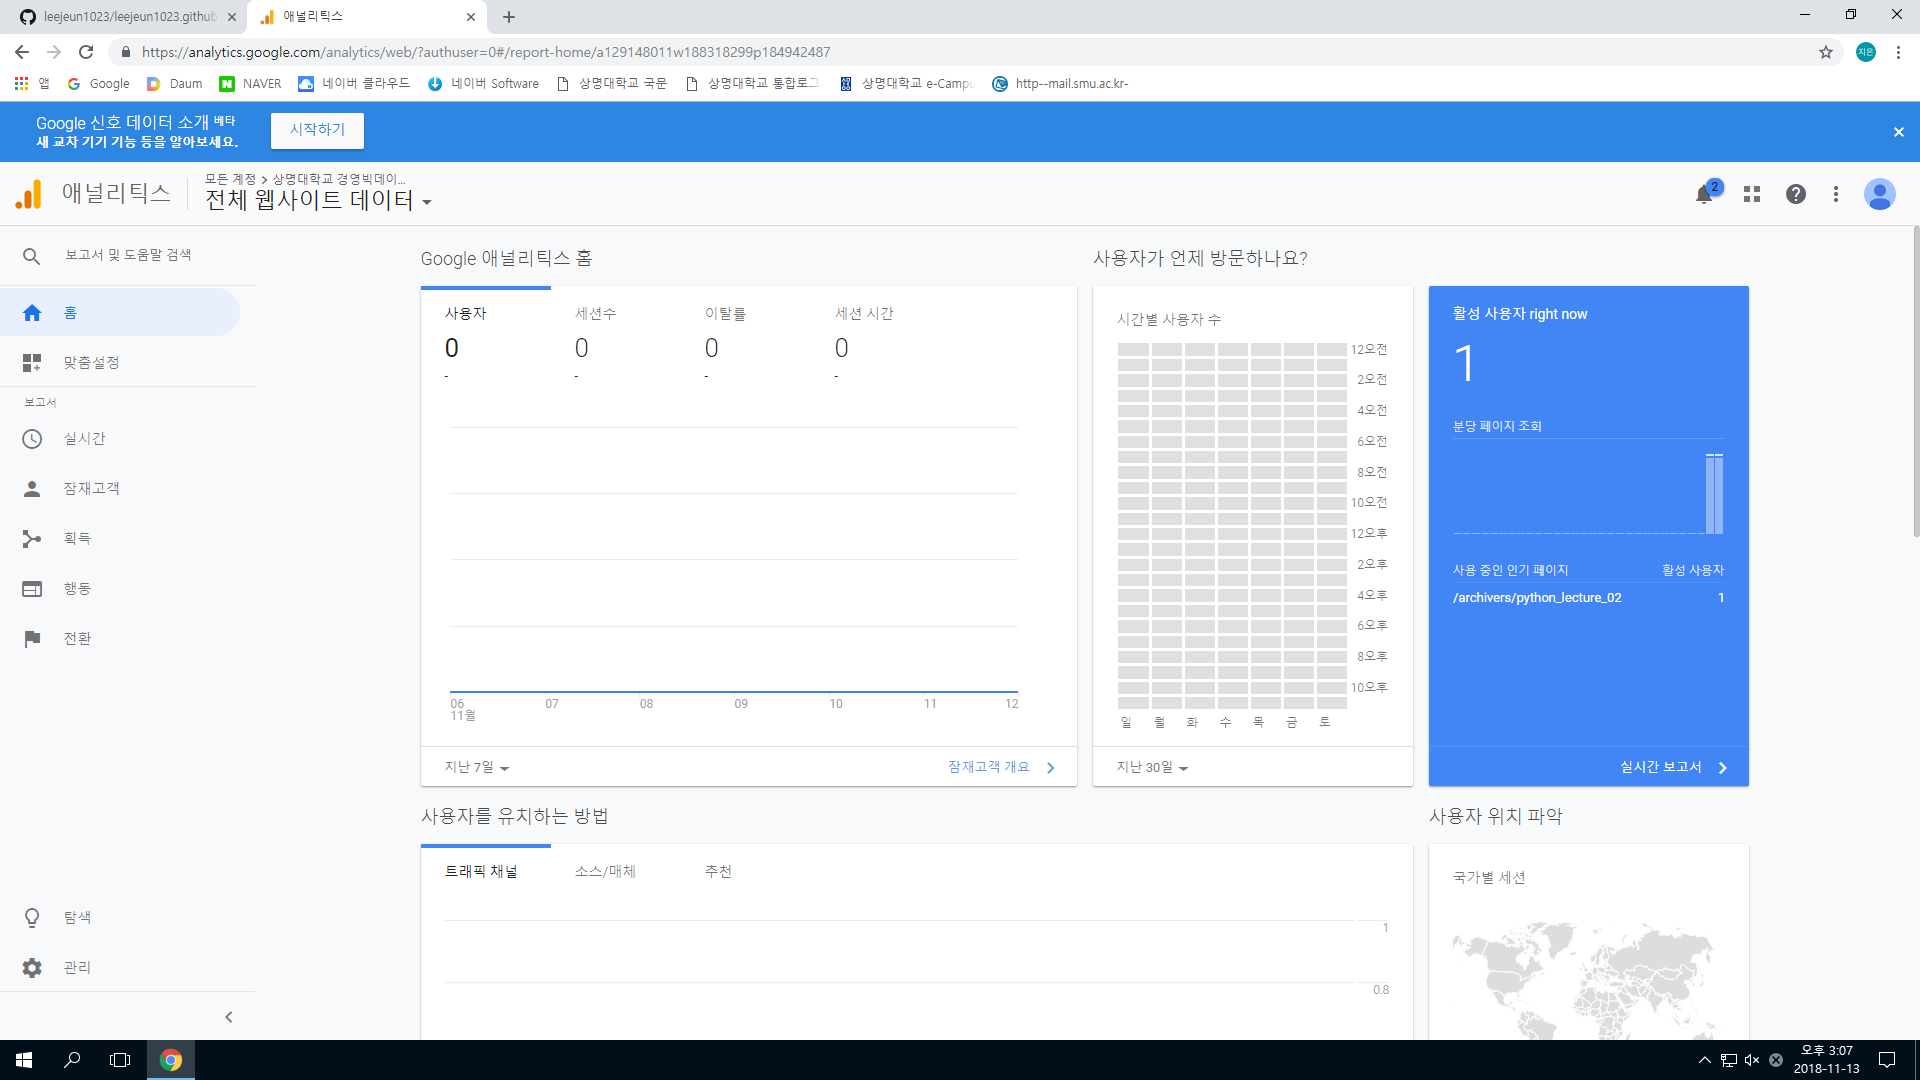 leejeun1023/leejeun1023.github
애널리틱스
https://analytics.google.com/analytics/web/?authuser=0#/report-home/a129148011w188318299p184942487
지은
앱
Google
Daum
NAVER
네이버 클라우드
네이버 Software
상명대학교 국문
상명대학교 통합로그
상명대학교 e-Campu
http--mail.smu.ac.kr-
Google 신호 데이터 소개 베타
새 교차 기기 기능 등을 알아보세요.
시작하기
애널리틱스
모든 계정 > 상명대학교 경영빅데이...
전체 웹사이트 데이터
2
보고서 및 도움말 검색
홈
맞춤설정
보고서
실시간
잠재고객
획득
행동
전환
탐색
관리
Google 애널리틱스 홈
사용자 세션수 이탈률 세션 시간
0 0 0 0
- - - -
06 07 08 09 10 11 12
11월
지난 7일
잠재고객 개요
사용자가 언제 방문하나요?
시간별 사용자 수
12오전
2오전
4오전
6오전
8오전
10오전
12오후
2오후
4오후
6오후
8오후
10오후
일 월 화 수 목 금 토
지난 30일
활성 사용자 right now
1
분당 페이지 조회
사용 중인 인기 페이지 활성 사용자
/archivers/python_lecture_02 1
실시간 보고서
사용자를 유치하는 방법
트래픽 채널 소스/매체 추천
1
0.8
사용자 위치 파악
국가별 세션
오후 3:07
2018-11-13